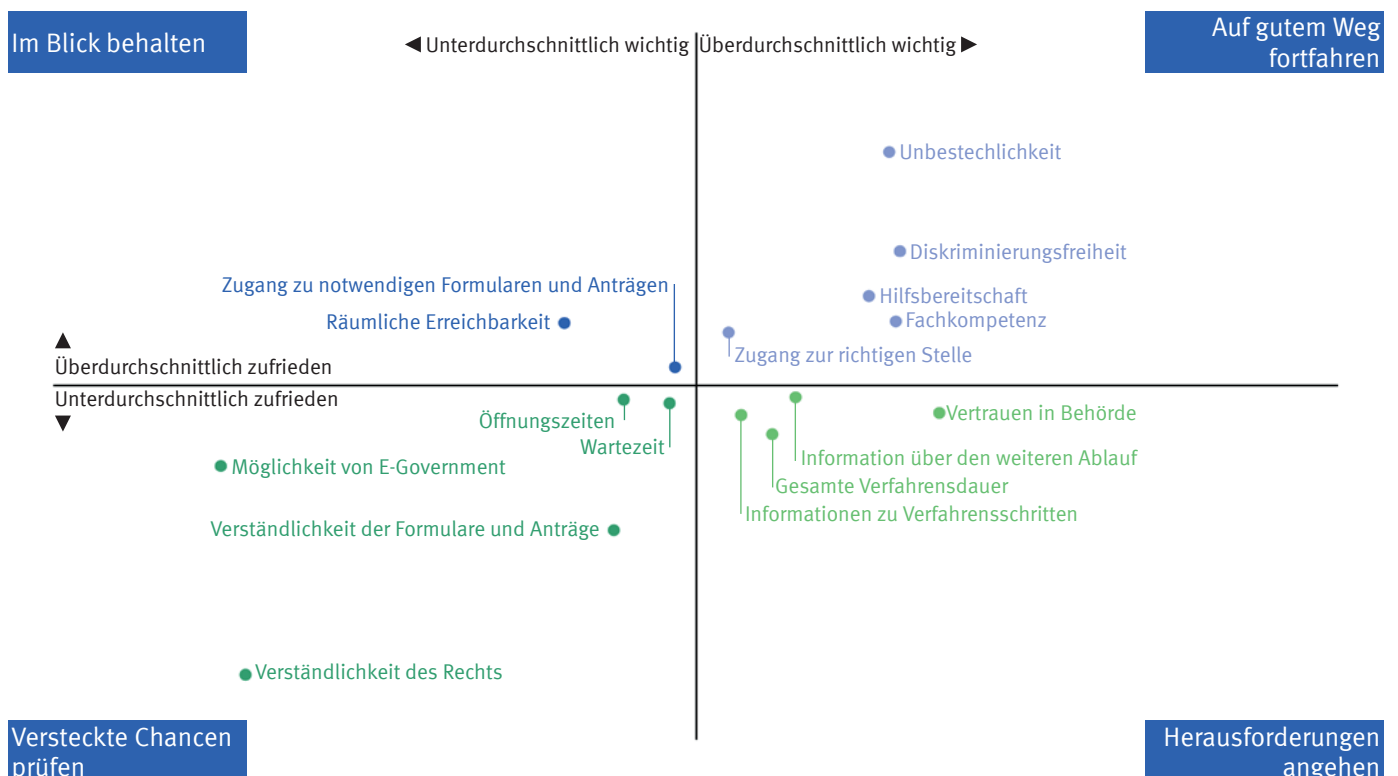 Im Blick behalten
◄ Unterdurchschnittlich wichtig
Überdurchschnittlich wichtig ►
Auf gutem Weg
fortfahren
Unbestechlichkeit
Diskriminierungsfreiheit
Zugang zu notwendigen Formularen und Anträgen
Hilfsbereitschaft
Räumliche Erreichbarkeit
Fachkompetenz
Zugang zur richtigen Stelle
▲
Überdurchschnittlich zufrieden
Unterdurchschnittlich zufrieden
▼
Öffnungszeiten
Vertrauen in Behörde
Wartezeit
Information über den weiteren Ablauf
Möglichkeit von E-Government
Gesamte Verfahrensdauer
Informationen zu Verfahrensschritten
Verständlichkeit der Formulare und Anträge
Verständlichkeit des Rechts
Versteckte Chancen
prüfen
Herausforderungen
angehen